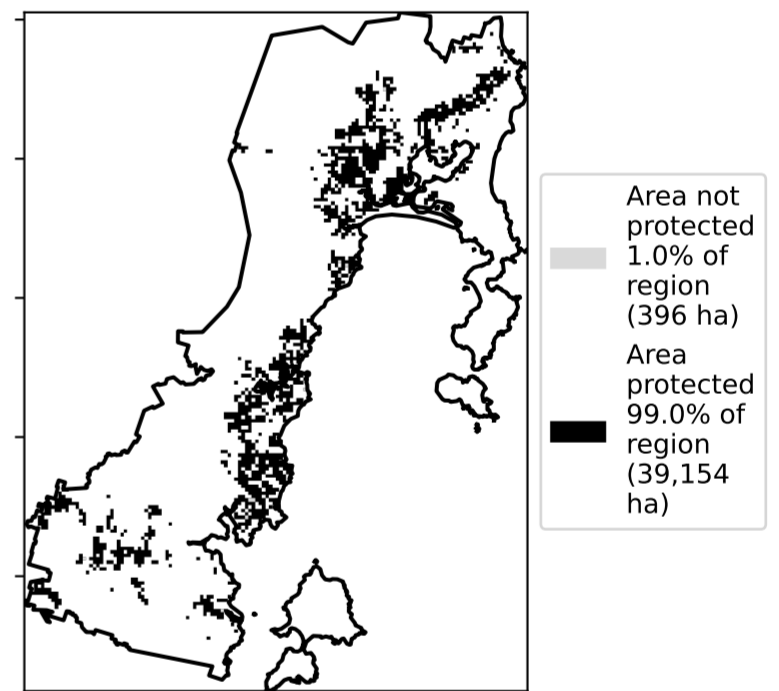 Area not
protected
1.0% of
region
(396 ha)
Area
protected
99.0% of
region
(39,154
ha)